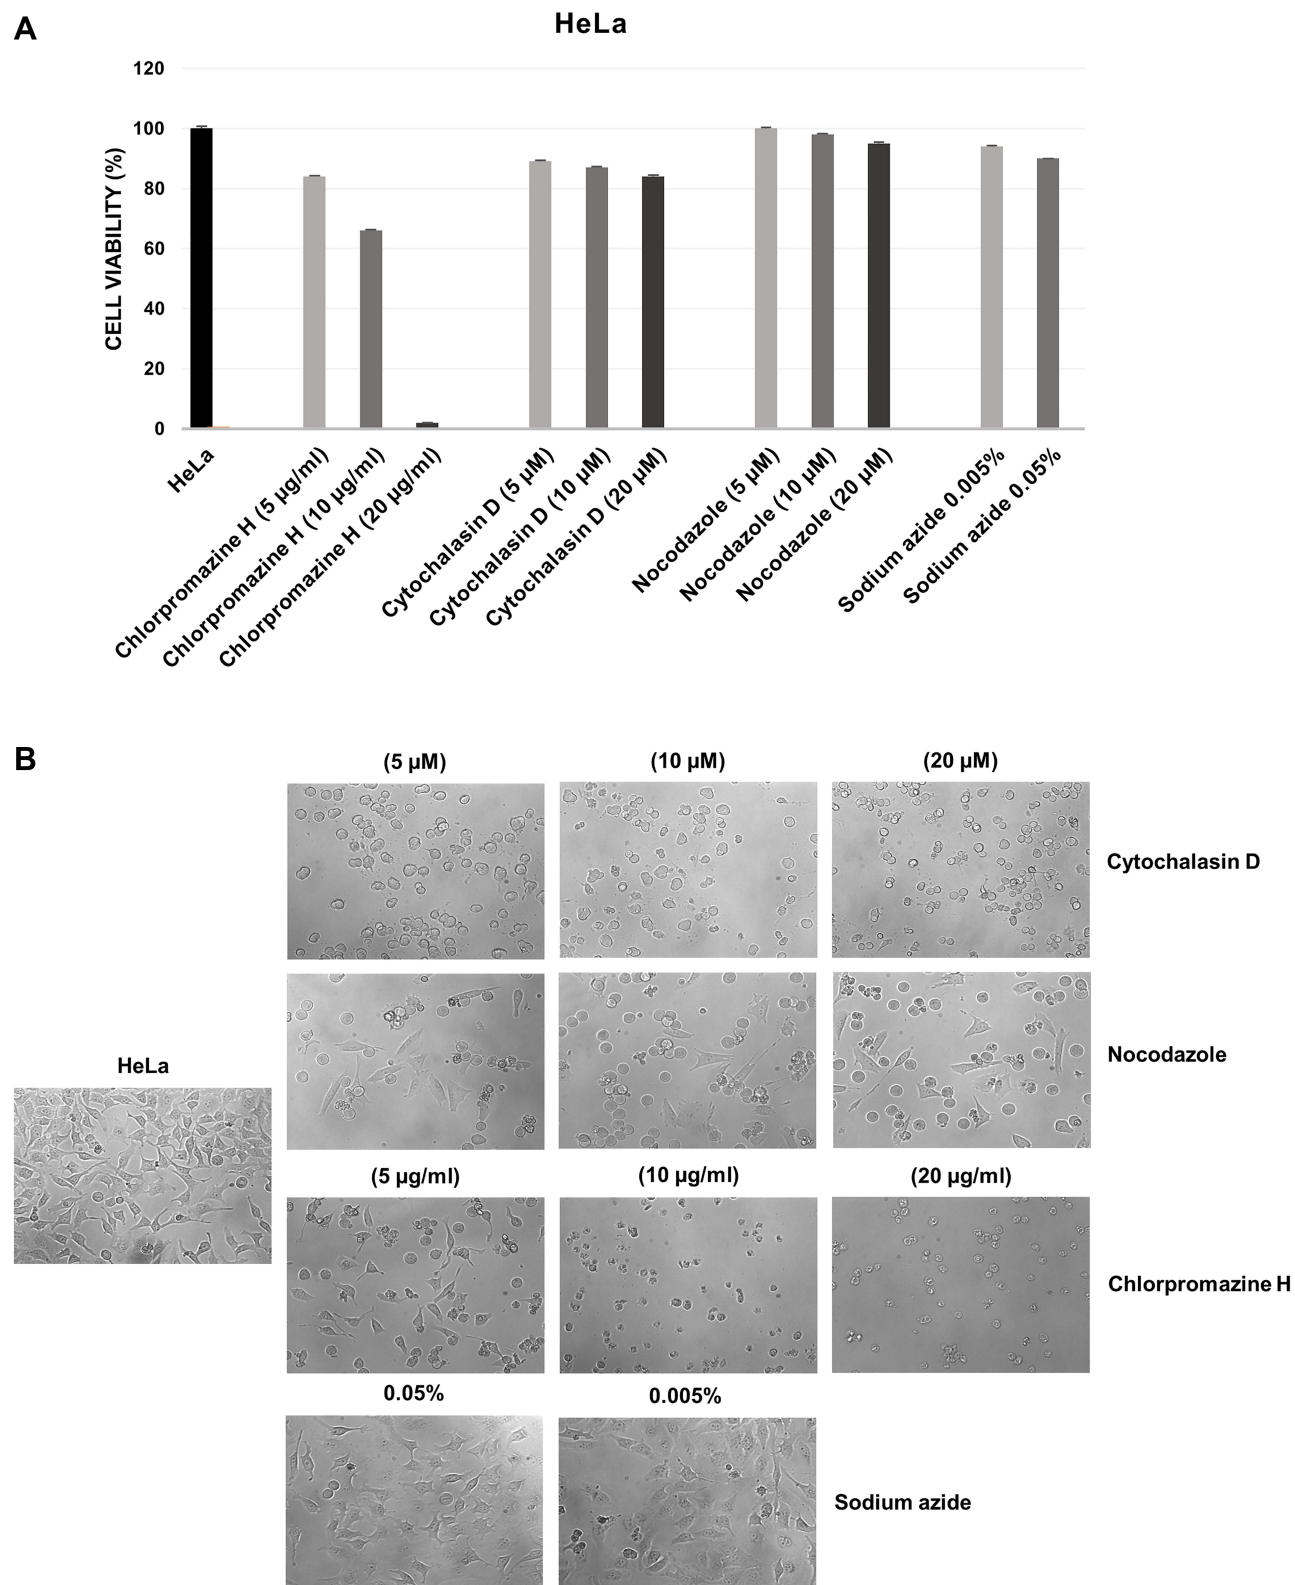 A
HeLa
120
100
80
60
40
20
0
CELL VIABILITY (%)
HeLa
Chlorpromazine H (5 µg/ml)
Chlorpromazine H (10 µg/ml)
Chlorpromazine H (20 µg/ml)
Cytochalasin D (5 µM)
Cytochalasin D (10 µM)
Cytochalasin D (20 µM)
Nocodazole (5 µM)
Nocodazole (10 µM)
Nocodazole (20 µM)
Sodium azide 0.005%
Sodium azide 0.05%
B
(5 µM) (10 µM) (20 µM)
Cytochalasin D
Nocodazole
HeLa
(5 µg/ml) (10 µg/ml) (20 µg/ml)
Chlorpromazine H
0.05% 0.005%
Sodium azide